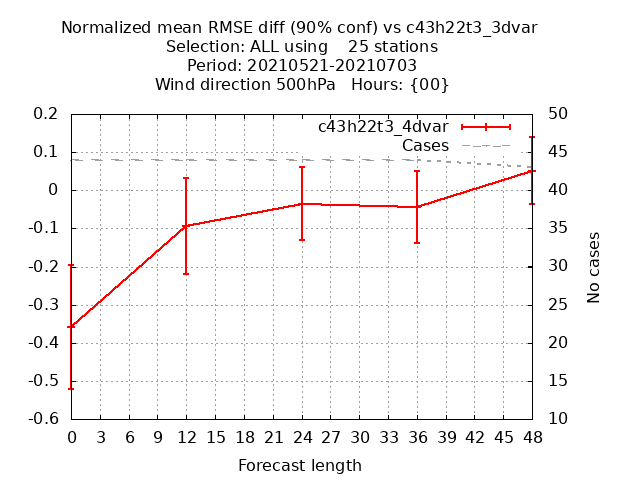 Normalized mean RMSE diff (90% conf) vs c43h22t3_3dvar
Selection: ALL using    25 stations
Period: 20210521-20210703
Wind direction 500hPa   Hours: {00}
c43h22t3_4dvar
Cases
0.2
0.1
0
-0.1
-0.2
-0.3
-0.4
-0.5
-0.6
50
45
40
35
30
25
20
15
10
No cases
0 3 6 9 12 15 18 21 24 27 30 33 36 39 42 45 48
Forecast length